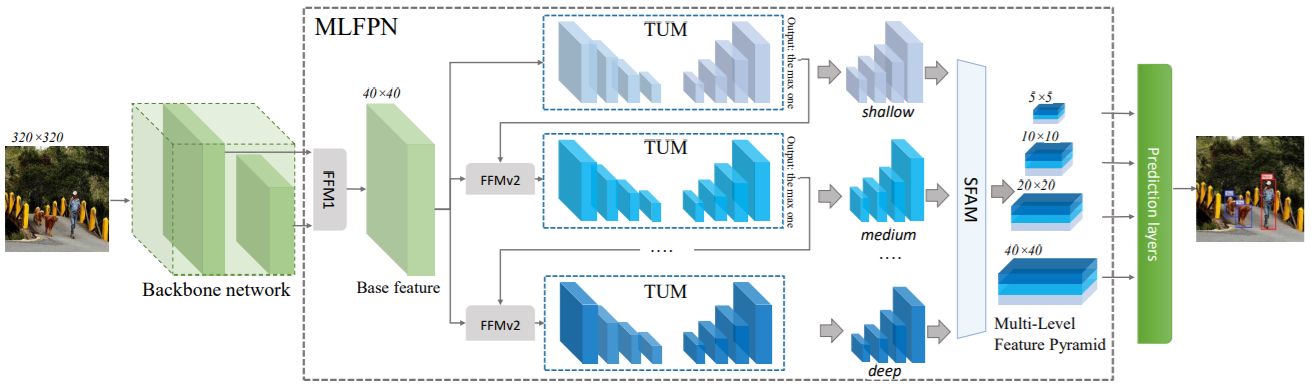 MLFPN
TUM
Output: the max one
40×40
320×320
shallow
5×5
10×10
FFM1
FFMv2
TUM
Output: the max one
20×20
SFAM
Prediction layers
medium
....
....
40×40
Backbone network
Base feature
FFMv2
TUM
Multi-Level
Feature Pyramid
deep